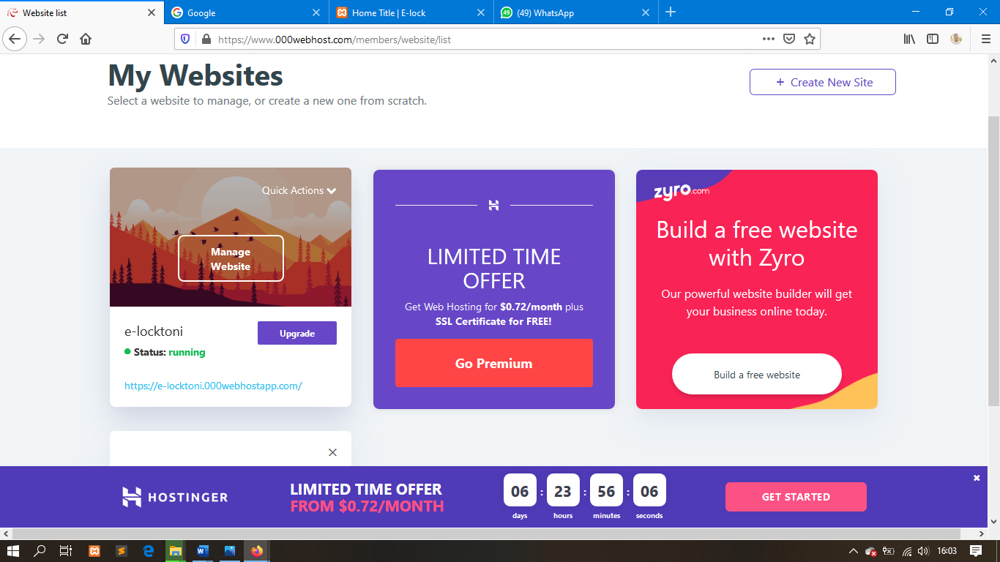 Website list
Google
Home Title | E-lock
49
(49) WhatsApp
https://www.000webhost.com/members/website/list
My Websites
Select a website to manage, or create a new one from scratch.
+ Create New Site
Quick Actions
Manage
Website
e-locktoni
Upgrade
Status: running
https://e-locktoni.000webhostapp.com/
LIMITED TIME
OFFER
Get Web Hosting for $0.72/month plus
SSL Certificate for FREE!
Go Premium
zyro.com
Build a free website
with Zyro
Our powerful website builder will get
your business online today.
Build a free website
HOSTINGER
LIMITED TIME OFFER
FROM $0.72/MONTH
06 : 23 : 56 : 06
days hours minutes seconds
GET STARTED
16:03